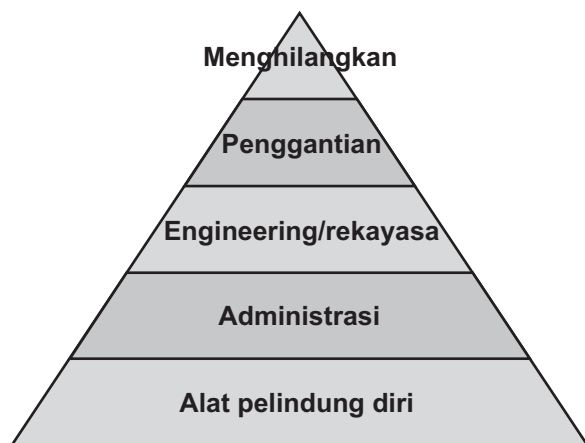 Menghilangkan
Penggantian
Engineering/rekayasa
Administrasi
Alat pelindung diri